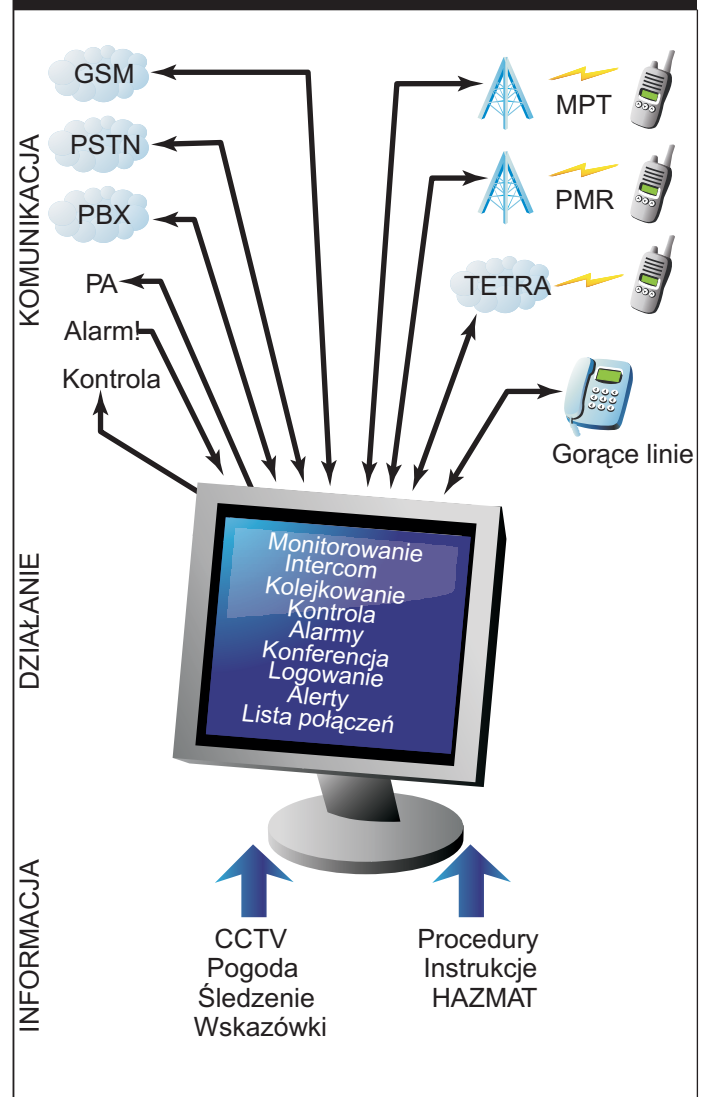 KOMUNIKACJA
GSM
PSTN
PBX
PA
Alarm!
Kontrola
MPT
PMR
TETRA
Gorące linie
DZIAŁANIE
Monitorowanie
Intercom
Kolejkowanie
Kontrola
Alarmy
Konferencja
Logowanie
Alerty
Lista połączeń
INFORMACJA
CCTV
Pogoda
Śledzenie
Wskazówki
Procedury
Instrukcje
HAZMAT